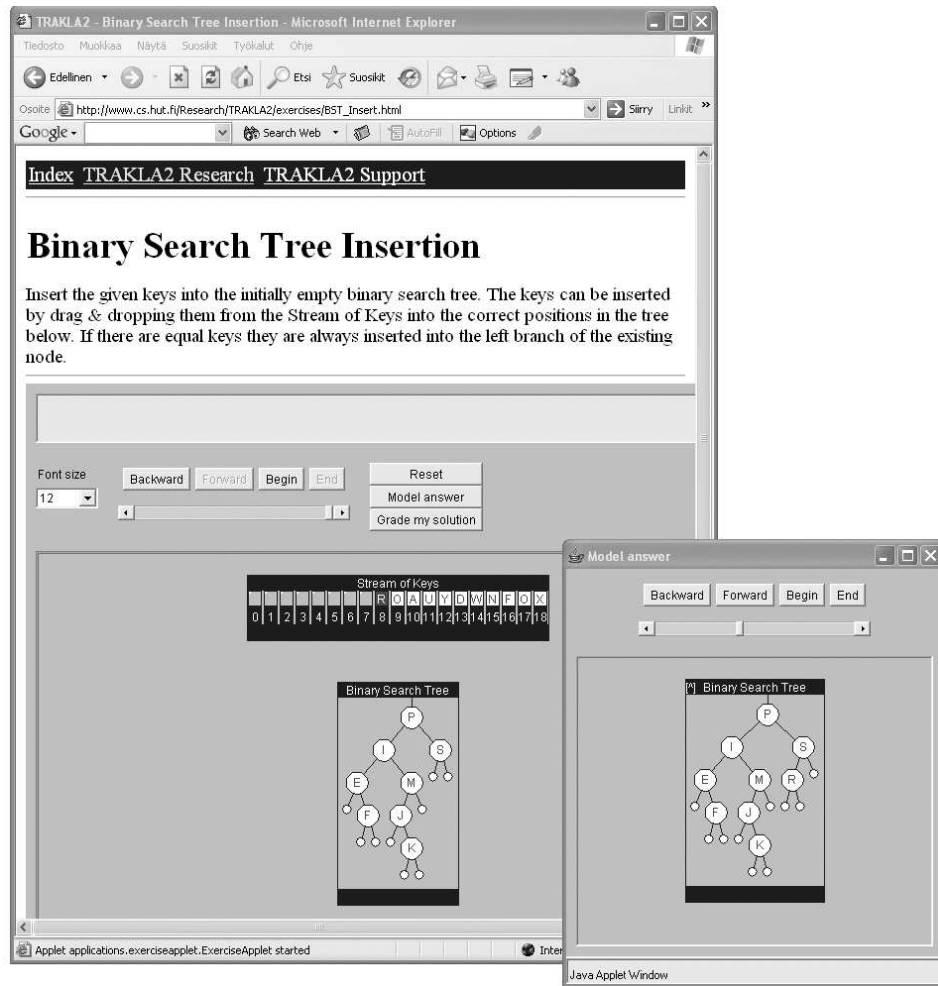 TRAKLA2 - Binary Search Tree Insertion - Microsoft Internet Explorer
Tiedosto Muokkaa Näytä Suosikit Työkalut Ohje
Edellinen Etsi Suosikit
Osoite http://www.cs.hut.fi/Research/TRAKLA2/exercises/BST_Insert.html Siirry Linkit »
Google Search Web AutoFill Options
Index TRAKLA2 Research TRAKLA2 Support
Binary Search Tree Insertion
Insert the given keys into the initially empty binary search tree. The keys can be inserted
by drag & dropping them from the Stream of Keys into the correct positions in the tree
below. If there are equal keys they are always inserted into the left branch of the existing
node.
Font size
12
Backward Forward Begin End
Reset
Model answer
Grade my solution
Stream of Keys
R O A U Y D W N F O X
0 1 2 3 4 5 6 7 8 9 10 11 12 13 14 15 16 17 18
Binary Search Tree
P
I S
E M
F J
K
Applet applications.exerciseapplet.ExerciseApplet started Inter
Model answer
Backward Forward Begin End
[^] Binary Search Tree
P
I S
E M R
F J
K
Java Applet Window